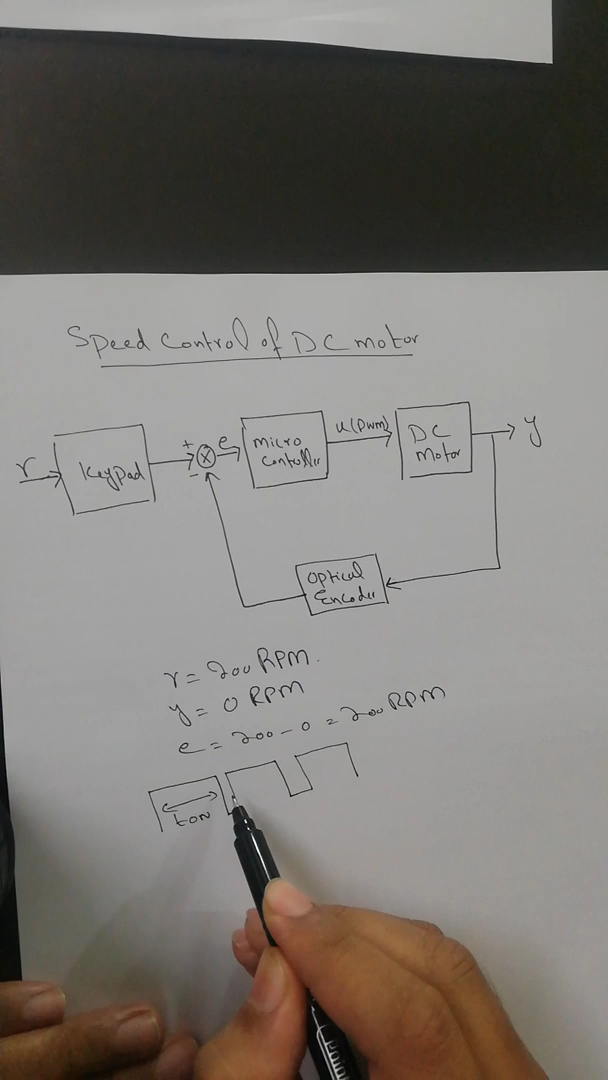 Speed Control of DC motor
r
Keypad
+
-
e
micro
Controller
u(Pwm)
DC
Motor
y
Optical
Encoder
r = 200 RPM.
y = 0 RPM
e = 200 - 0 = 200 RPM
tON